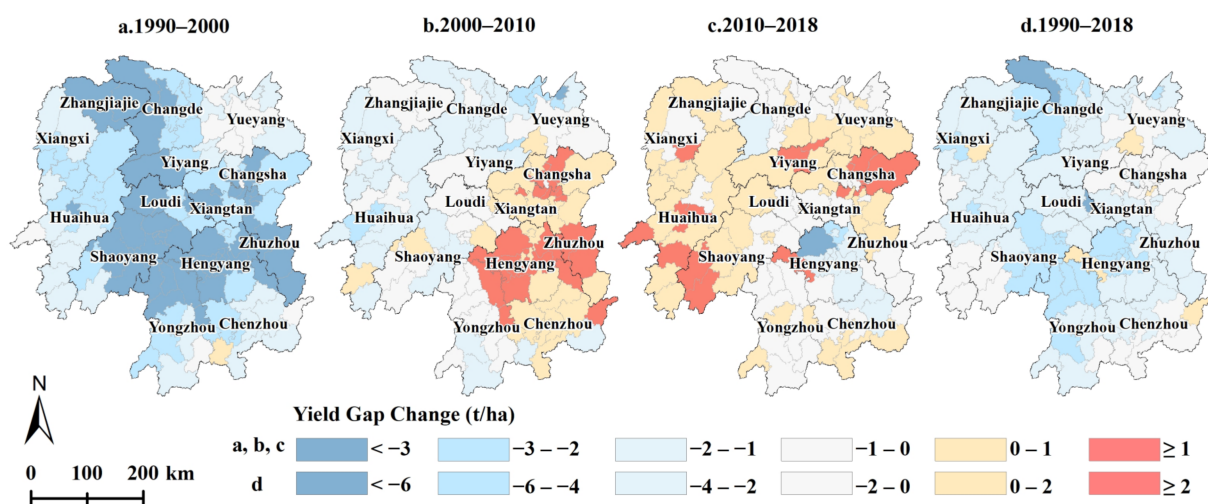 a.1990–2000 b.2000–2010 c.2010–2018 d.1990–2018
Zhangjiajie Changde Yueyang Xiangxi Yiyang Changsha Loudi Xiangtan Huaihua Zhuzhou Shaoyang Hengyang Yongzhou Chenzhou
Zhangjiajie Changde Yueyang Xiangxi Yiyang Changsha Loudi Xiangtan Huaihua Zhuzhou Shaoyang Hengyang Yongzhou Chenzhou
Zhangjiajie Changde Yueyang Xiangxi Yiyang Changsha Loudi Xiangtan Huaihua Zhuzhou Shaoyang Hengyang Yongzhou Chenzhou
Zhangjiajie Changde Yueyang Xiangxi Yiyang Changsha Loudi Xiangtan Huaihua Zhuzhou Shaoyang Hengyang Yongzhou Chenzhou
N
0 100 200 km
Yield Gap Change (t/ha)
a, b, c < −3 −3 – −2 −2 – −1 −1 - 0 0 – 1 ≥ 1
d < −6 −6 – −4 −4 – −2 −2 - 0 0 – 2 ≥ 2